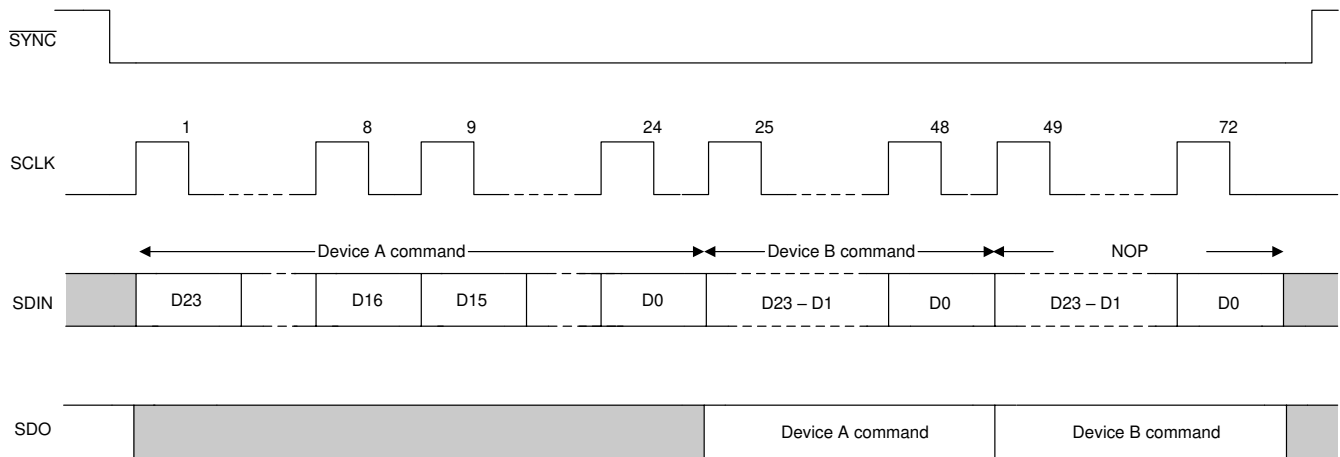 SYNC
SCLK
1 8 9 24 25 48 49 72
Device A command Device B command NOP
SDIN
D23 D16 D15 D0 D23 – D1 D0 D23 – D1 D0
SDO
Device A command Device B command